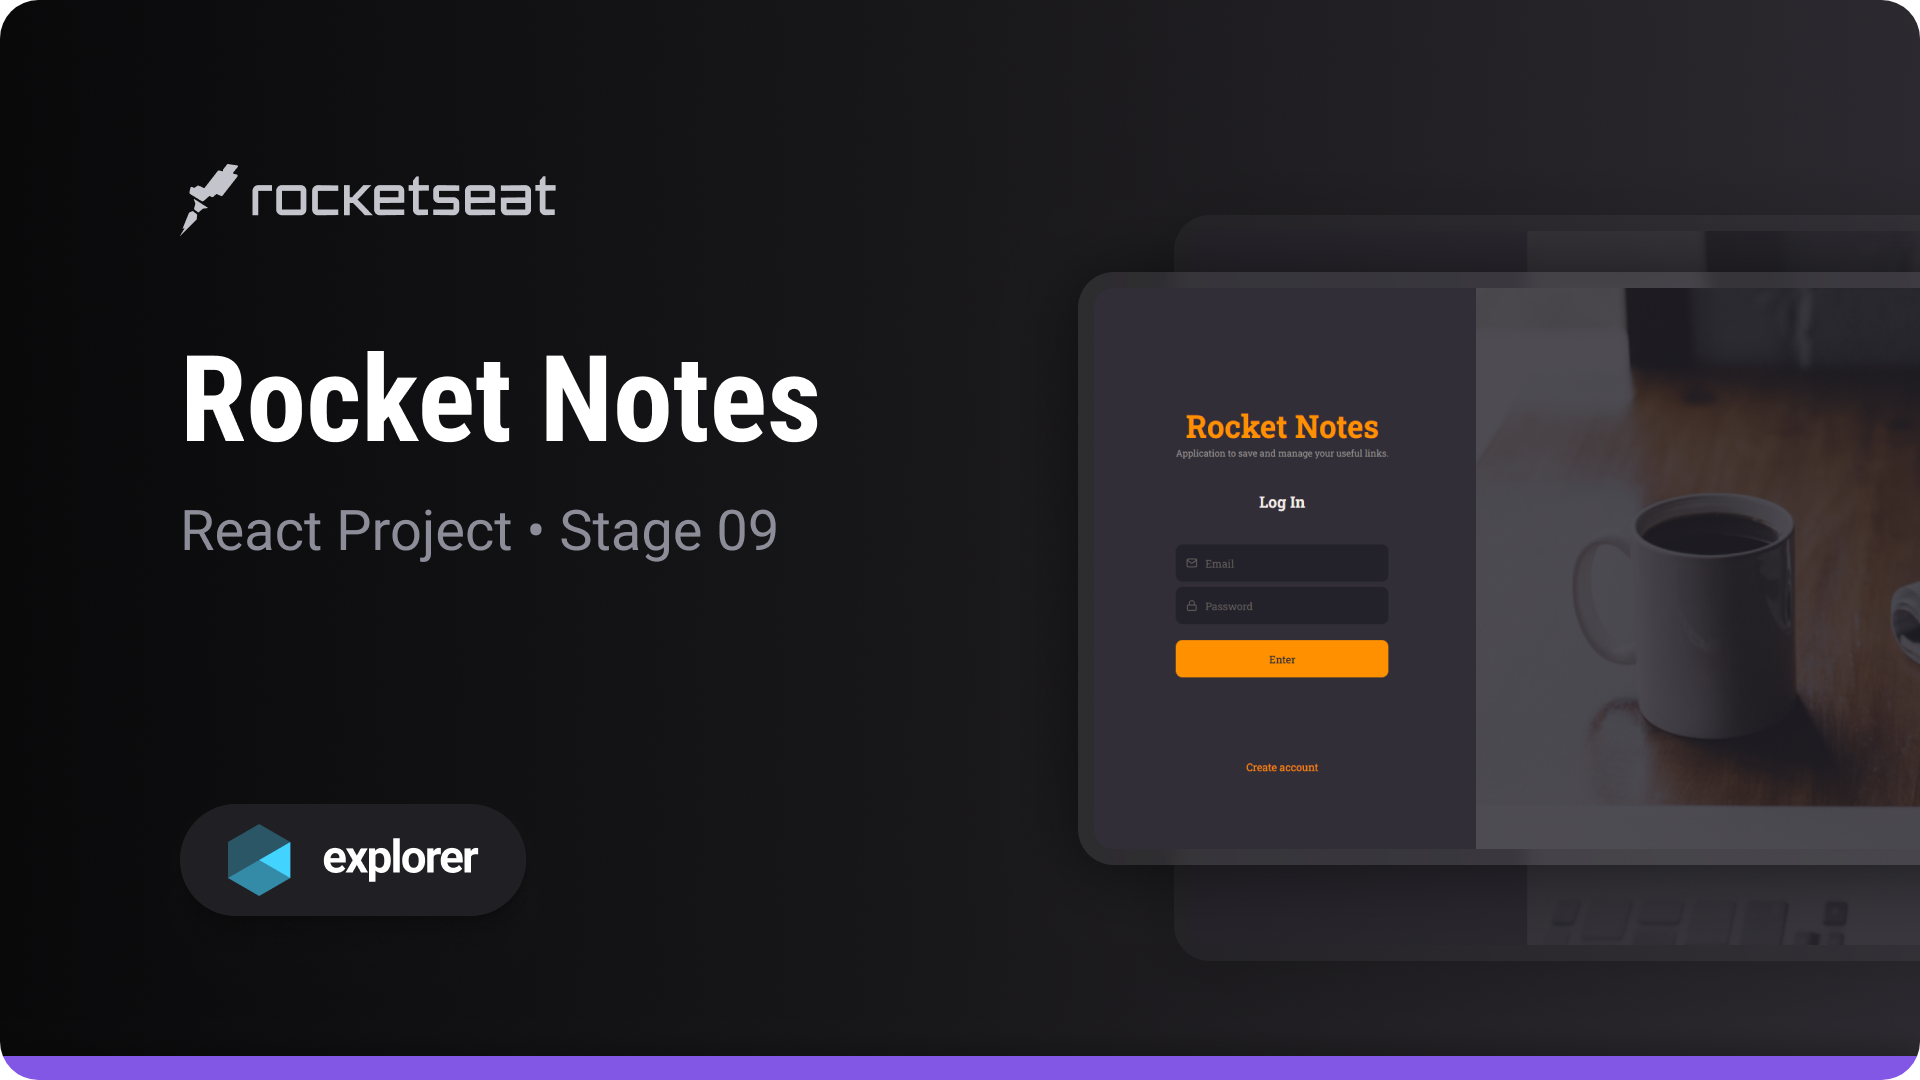 rocketseat
Rocket Notes
React Project • Stage 09
explorer
Rocket Notes
Application to save and manage your useful links.
Log In
Email
Password
Enter
Create account